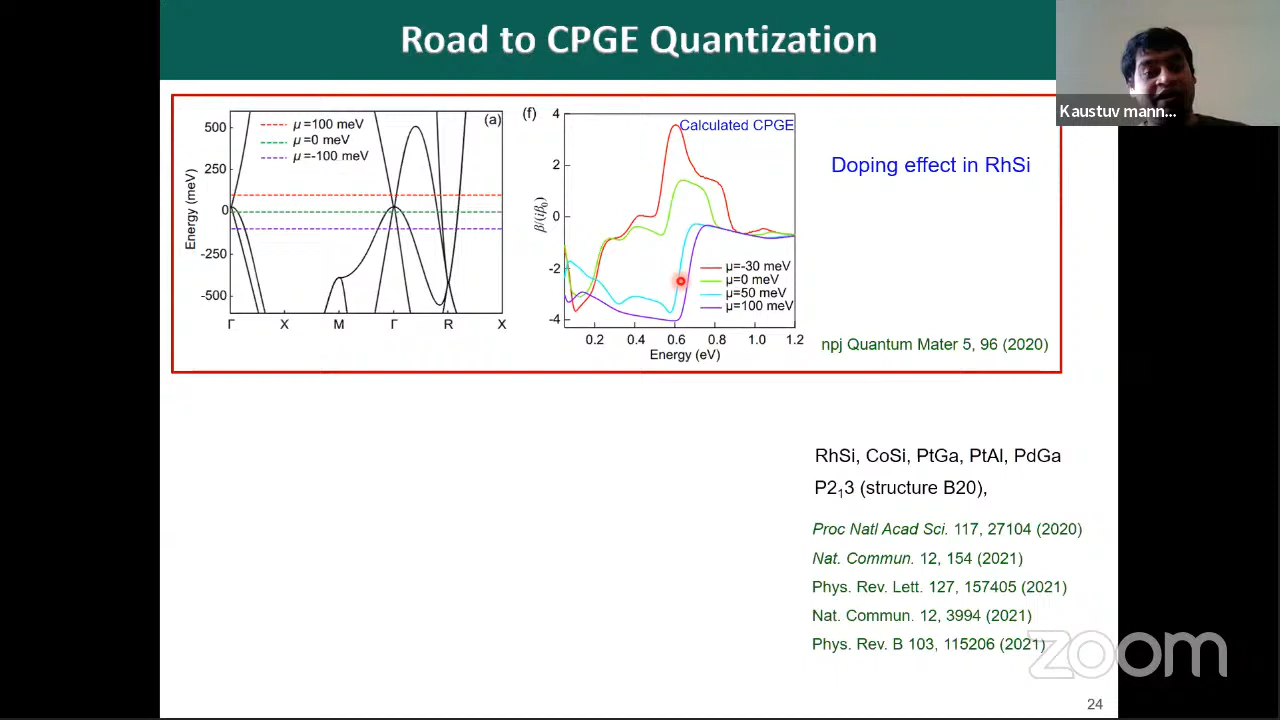 Road to CPGE Quantization
Kaustuv mann...
(a)
μ=100 meV
μ=0 meV
μ=-100 meV
Energy (meV)
500
250
0
-250
-500
Γ X M Γ R X
(f)
Calculated CPGE
β/(iβ₀)
4
2
0
-2
-4
μ=-30 meV
μ=0 meV
μ=50 meV
μ=100 meV
0.2 0.4 0.6 0.8 1.0 1.2
Energy (eV)
Doping effect in RhSi
npj Quantum Mater 5, 96 (2020)
RhSi, CoSi, PtGa, PtAl, PdGa
P2₁3 (structure B20),
Proc Natl Acad Sci. 117, 27104 (2020)
Nat. Commun. 12, 154 (2021)
Phys. Rev. Lett. 127, 157405 (2021)
Nat. Commun. 12, 3994 (2021)
Phys. Rev. B 103, 115206 (2021)
zoom
24